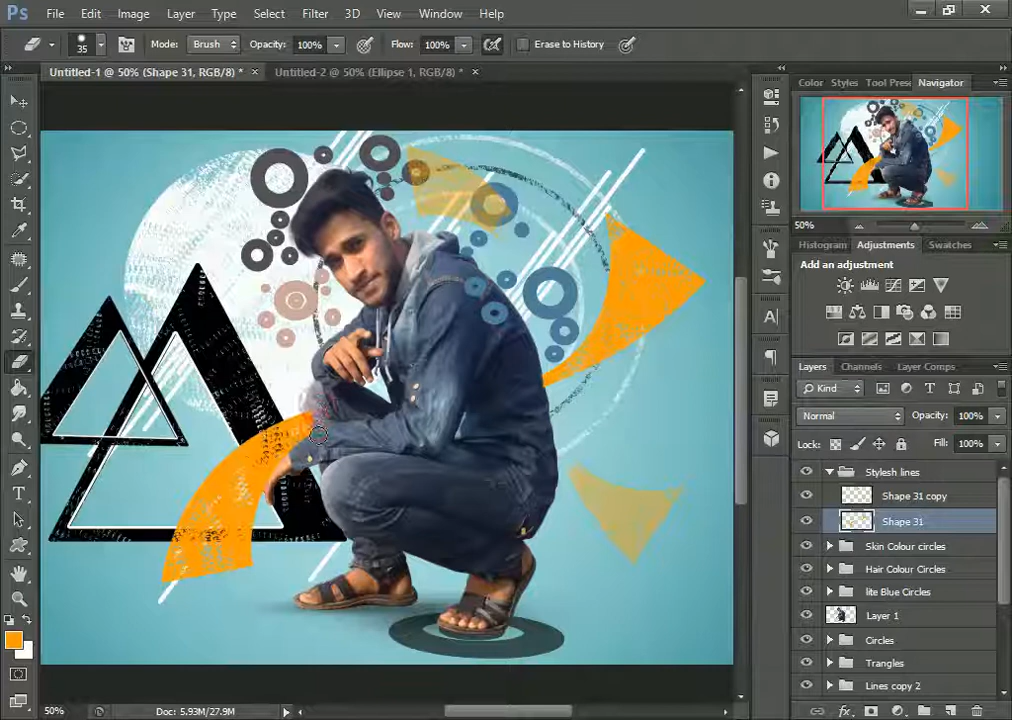 Ps File Edit Image Layer Type Select Filter 3D View Window Help
35 Mode: Brush Opacity: 100% Flow: 100% Erase to History
Untitled-1 @ 50% (Shape 31, RGB/8) * × Untitled-2 @ 50% (Ellipse 1, RGB/8) * ×
Color Styles Tool Prese Navigator
50%
Histogram Adjustments Swatches
Add an adjustment
Layers Channels Layer Comps
Kind
Normal Opacity: 100%
Lock: Fill: 100%
Stylesh lines
Shape 31 copy
Shape 31
Skin Colour circles
Hair Colour Circles
lite Blue Circles
Layer 1
Circles
Trangles
Lines copy 2
50% Doc: 5.93M/27.9M